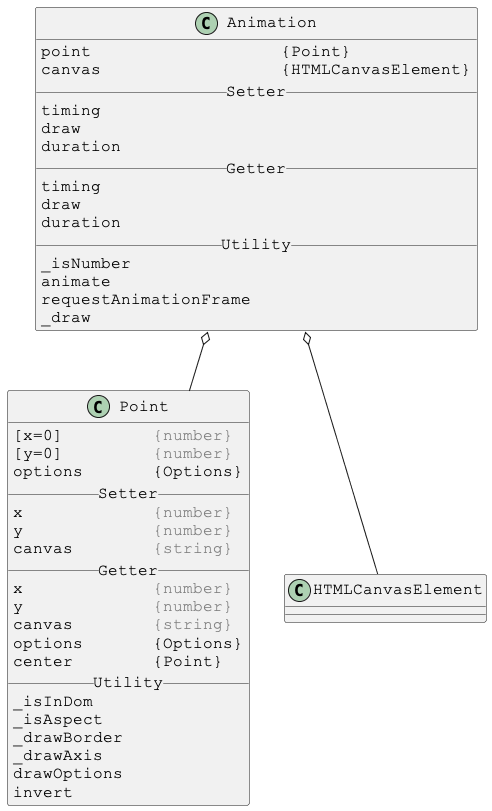 C Animation
point {Point}
canvas {HTMLCanvasElement}
Setter
timing
draw
duration
Getter
timing
draw
duration
Utility
_isNumber
animate
requestAnimationFrame
_draw
C Point
[x=0] {number}
[y=0] {number}
options {Options}
Setter
x {number}
y {number}
canvas {string}
Getter
x {number}
y {number}
canvas {string}
options {Options}
center {Point}
Utility
_isInDom
_isAspect
_drawBorder
_drawAxis
drawOptions
invert
C HTMLCanvasElement